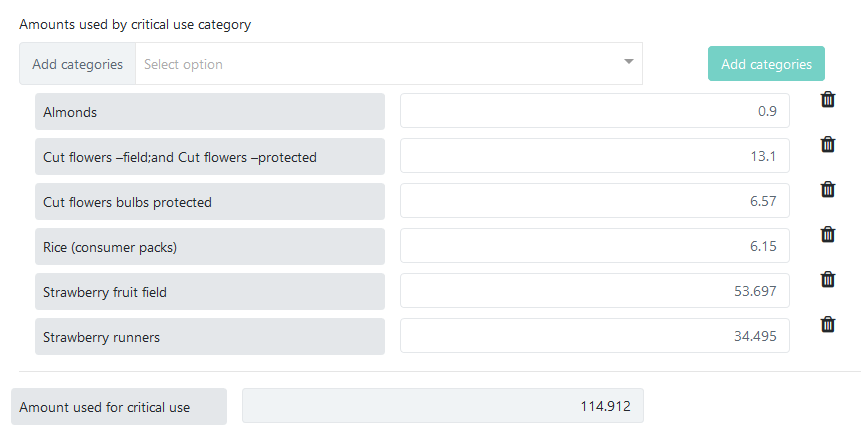 Amounts used by critical use category
Add categories Select option Add categories
Almonds 0.9
Cut flowers –field;and Cut flowers –protected 13.1
Cut flowers bulbs protected 6.57
Rice (consumer packs) 6.15
Strawberry fruit field 53.697
Strawberry runners 34.495
Amount used for critical use 114.912